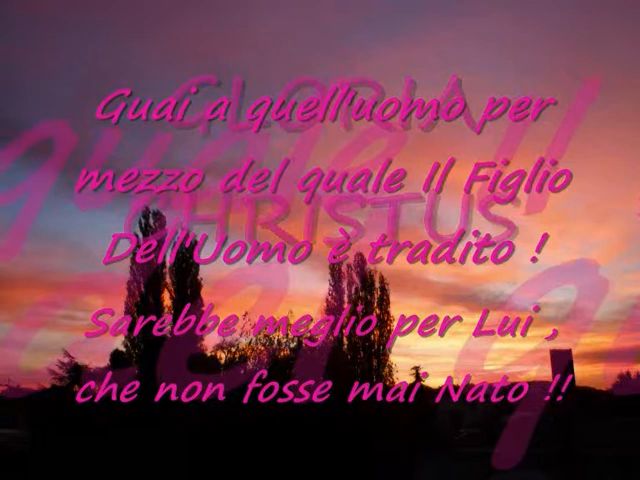 Guai a quell'uomo per
mezzo del quale Il Figlio
Dell'Uomo è tradito !
Sarebbe meglio per Lui ,
che non fosse mai Nato !!
GLORIA
CHRISTUS